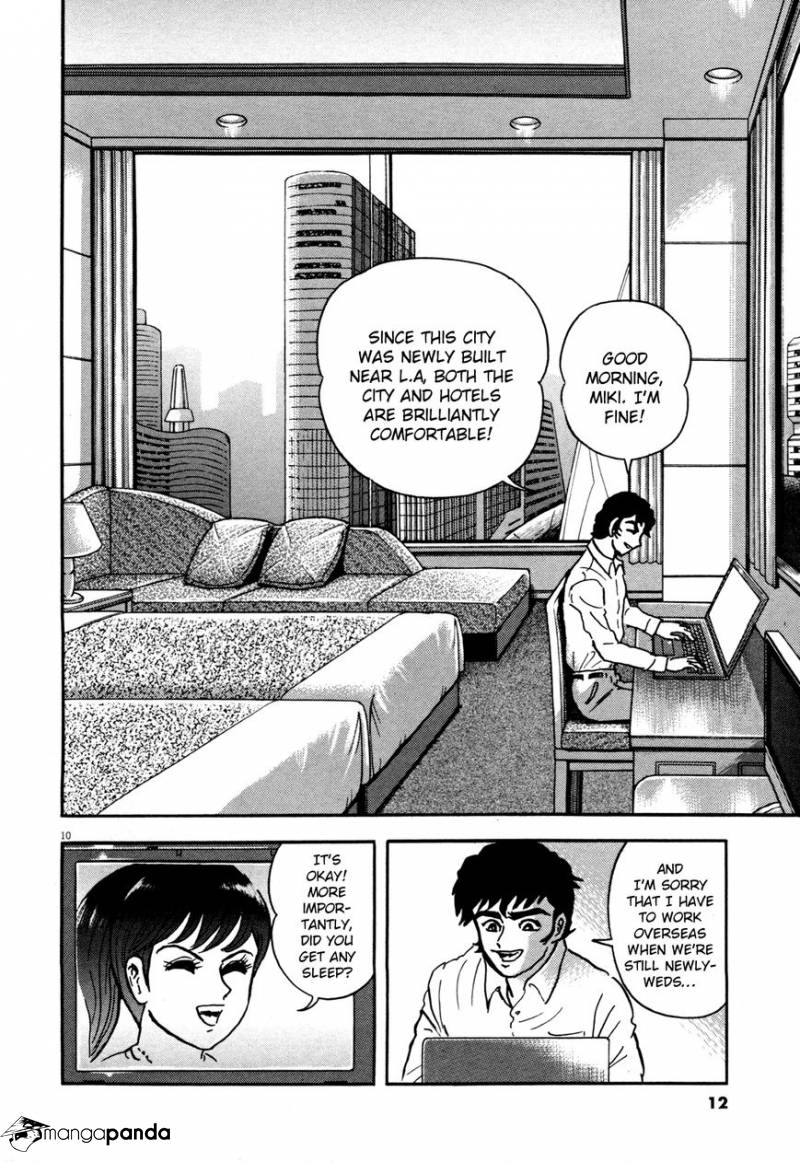 GOOD
MORNING,
MIKI. I'M
FINE!
SINCE THIS CITY
WAS NEWLY BUILT
NEAR L.A, BOTH THE
CITY AND HOTELS
ARE BRILLIANTLY
COMFORTABLE!
10
AND
I'M SORRY
THAT I HAVE
TO WORK
OVERSEAS
WHEN WE'RE
STILL NEWLY-
WEDS...
IT'S
OKAY!
MORE
IMPOR-
TANTLY,
DID YOU
GET ANY
SLEEP?
12
mangapanda